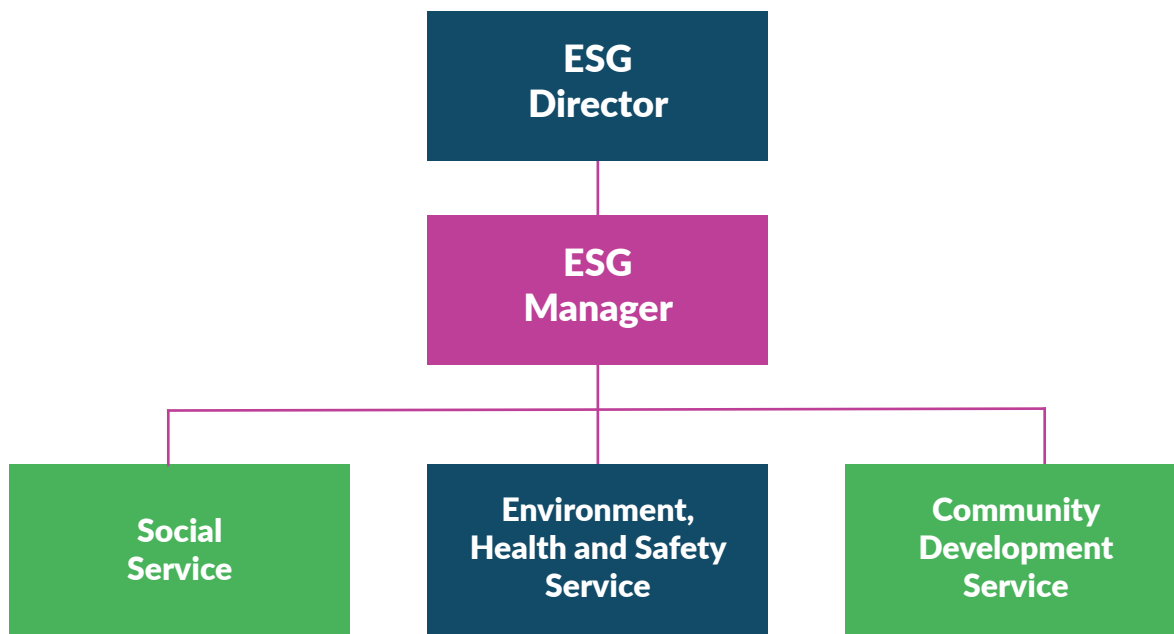 ESG
Director
ESG
Manager
Social
Service
Environment,
Health and Safety
Service
Community
Development
Service